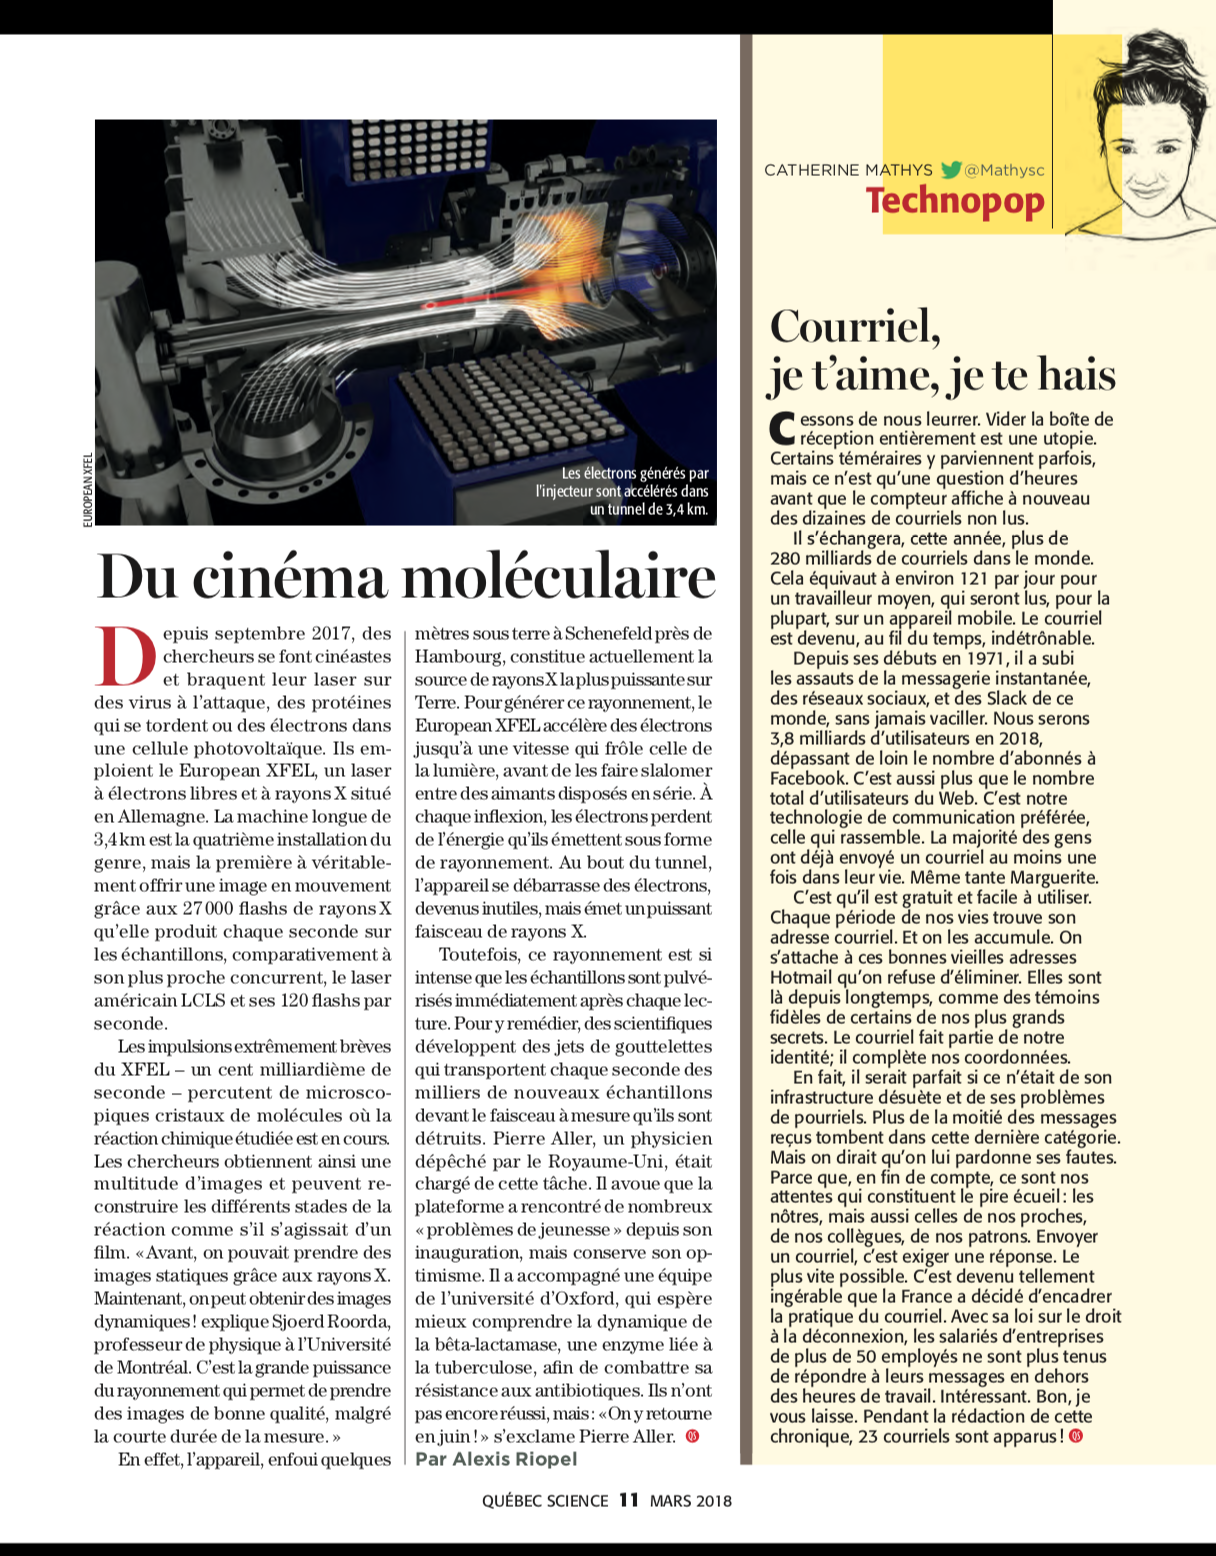 EUROPEAN XFEL
Les électrons générés par
l'injecteur sont accélérés dans
un tunnel de 3,4 km.
Du cinéma moléculaire
Depuis septembre 2017, des
chercheurs se font cinéastes
et braquent leur laser sur
des virus à l'attaque, des protéines
qui se tordent ou des électrons dans
une cellule photovoltaïque. Ils em-
ploient le European XFEL, un laser
à électrons libres et à rayons X situé
en Allemagne. La machine longue de
3,4 km est la quatrième installation du
genre, mais la première à véritable-
ment offrir une image en mouvement
grâce aux 27 000 flashs de rayons X
qu'elle produit chaque seconde sur
les échantillons, comparativement à
son plus proche concurrent, le laser
américain LCLS et ses 120 flashs par
seconde.
Les impulsions extrêmement brèves
du XFEL – un cent milliardième de
seconde – percutent de microsco-
piques cristaux de molécules où la
réaction chimique étudiée est en cours.
Les chercheurs obtiennent ainsi une
multitude d'images et peuvent re-
construire les différents stades de la
réaction comme s'il s'agissait d'un
film. « Avant, on pouvait prendre des
images statiques grâce aux rayons X.
Maintenant, on peut obtenir des images
dynamiques ! explique Sjoerd Roorda,
professeur de physique à l'Université
de Montréal. C'est la grande puissance
du rayonnement qui permet de prendre
des images de bonne qualité, malgré
la courte durée de la mesure. »
En effet, l'appareil, enfoui quelques
mètres sous terre à Schenefeld près de
Hambourg, constitue actuellement la
source de rayons X la plus puissante sur
Terre. Pour générer ce rayonnement, le
European XFEL accélère des électrons
jusqu'à une vitesse qui frôle celle de
la lumière, avant de les faire slalomer
entre des aimants disposés en série. À
chaque inflexion, les électrons perdent
de l'énergie qu'ils émettent sous forme
de rayonnement. Au bout du tunnel,
l'appareil se débarrasse des électrons,
devenus inutiles, mais émet un puissant
faisceau de rayons X.
Toutefois, ce rayonnement est si
intense que les échantillons sont pulvé-
risés immédiatement après chaque lec-
ture. Pour y remédier, des scientifiques
développent des jets de gouttelettes
qui transportent chaque seconde des
milliers de nouveaux échantillons
devant le faisceau à mesure qu'ils sont
détruits. Pierre Aller, un physicien
dépêché par le Royaume-Uni, était
chargé de cette tâche. Il avoue que la
plateforme a rencontré de nombreux
« problèmes de jeunesse » depuis son
inauguration, mais conserve son op-
timisme. Il a accompagné une équipe
de l'université d'Oxford, qui espère
mieux comprendre la dynamique de
la bêta-lactamase, une enzyme liée à
la tuberculose, afin de combattre sa
résistance aux antibiotiques. Ils n'ont
pas encore réussi, mais : « On y retourne
en juin ! » s'exclame Pierre Aller. QS
Par Alexis Riopel
CATHERINE MATHYS @Mathysc
Technopop
Courriel,
je t'aime, je te hais
Cessons de nous leurrer. Vider la boîte de
réception entièrement est une utopie.
Certains téméraires y parviennent parfois,
mais ce n'est qu'une question d'heures
avant que le compteur affiche à nouveau
des dizaines de courriels non lus.
Il s'échangera, cette année, plus de
280 milliards de courriels dans le monde.
Cela équivaut à environ 121 par jour pour
un travailleur moyen, qui seront lus, pour la
plupart, sur un appareil mobile. Le courriel
est devenu, au fil du temps, indétrônable.
Depuis ses débuts en 1971, il a subi
les assauts de la messagerie instantanée,
des réseaux sociaux, et des Slack de ce
monde, sans jamais vaciller. Nous serons
3,8 milliards d'utilisateurs en 2018,
dépassant de loin le nombre d'abonnés à
Facebook. C'est aussi plus que le nombre
total d'utilisateurs du Web. C'est notre
technologie de communication préférée,
celle qui rassemble. La majorité des gens
ont déjà envoyé un courriel au moins une
fois dans leur vie. Même tante Marguerite.
C'est qu'il est gratuit et facile à utiliser.
Chaque période de nos vies trouve son
adresse courriel. Et on les accumule. On
s'attache à ces bonnes vieilles adresses
Hotmail qu'on refuse d'éliminer. Elles sont
là depuis longtemps, comme des témoins
fidèles de certains de nos plus grands
secrets. Le courriel fait partie de notre
identité; il complète nos coordonnées.
En fait, il serait parfait si ce n'était de son
infrastructure désuète et de ses problèmes
de pourriels. Plus de la moitié des messages
reçus tombent dans cette dernière catégorie.
Mais on dirait qu'on lui pardonne ses fautes.
Parce que, en fin de compte, ce sont nos
attentes qui constituent le pire écueil : les
nôtres, mais aussi celles de nos proches,
de nos collègues, de nos patrons. Envoyer
un courriel, c'est exiger une réponse. Le
plus vite possible. C'est devenu tellement
ingérable que la France a décidé d'encadrer
la pratique du courriel. Avec sa loi sur le droit
à la déconnexion, les salariés d'entreprises
de plus de 50 employés ne sont plus tenus
de répondre à leurs messages en dehors
des heures de travail. Intéressant. Bon, je
vous laisse. Pendant la rédaction de cette
chronique, 23 courriels sont apparus ! QS
QUÉBEC SCIENCE 11 MARS 2018